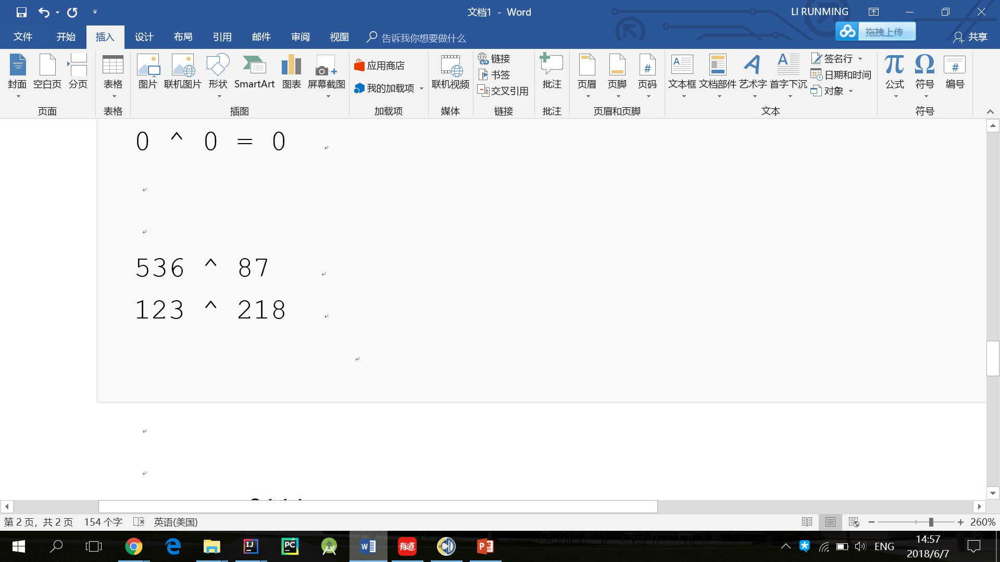 文档1 - Word
LI RUNMING
拖拽上传
文件 开始 插入 设计 布局 引用 邮件 审阅 视图 告诉我你想要做什么 共享
封面 空白页 分页 表格 图片 联机图片 形状 SmartArt 图表 屏幕截图 应用商店 我的加载项 联机视频 链接 书签 交叉引用 批注 页眉 页脚 页码 文本框 文档部件 艺术字 首字下沉 签名行 日期和时间 对象 公式 符号 编号
页面 表格 插图 加载项 媒体 链接 批注 页眉和页脚 文本 符号
0 ^ 0 = 0
536 ^ 87
123 ^ 218
第 2 页，共 2 页 154 个字 英语(美国) 260%
IJ PC 有道 ENG 14:57
2018/6/7